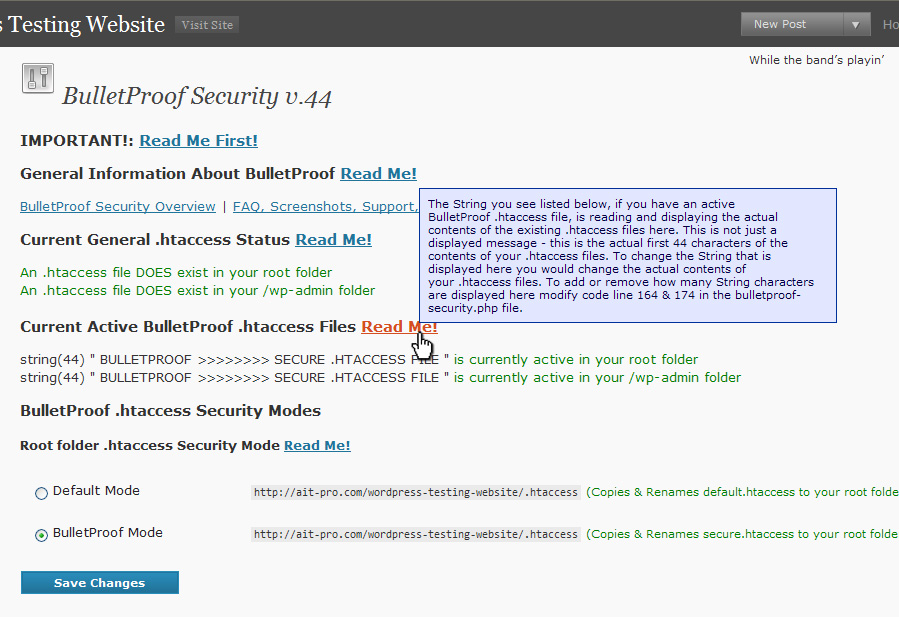 s Testing Website Visit Site New Post Ho
While the band's playin'
BulletProof Security v.44
IMPORTANT!: Read Me First!
General Information About BulletProof Read Me!
BulletProof Security Overview | FAQ, Screenshots, Support,
The String you see listed below, if you have an active
BulletProof .htaccess file, is reading and displaying the actual
contents of the existing .htaccess files here. This is not just a
displayed message - this is the actual first 44 characters of the
contents of your .htaccess files. To change the String that is
displayed here you would change the actual contents of
your .htaccess files. To add or remove how many String characters
are displayed here modify code line 164 & 174 in the bulletproof-
security.php file.
Current General .htaccess Status Read Me!
An .htaccess file DOES exist in your root folder
An .htaccess file DOES exist in your /wp-admin folder
Current Active BulletProof .htaccess Files Read Me!
string(44) " BULLETPROOF >>>>>>>> SECURE .HTACCESS FILE " is currently active in your root folder
string(44) " BULLETPROOF >>>>>>>> SECURE .HTACCESS FILE " is currently active in your /wp-admin folder
BulletProof .htaccess Security Modes
Root folder .htaccess Security Mode Read Me!
Default Mode http://ait-pro.com/wordpress-testing-website/.htaccess (Copies & Renames default.htaccess to your root folde
BulletProof Mode http://ait-pro.com/wordpress-testing-website/.htaccess (Copies & Renames secure.htaccess to your root folde
Save Changes